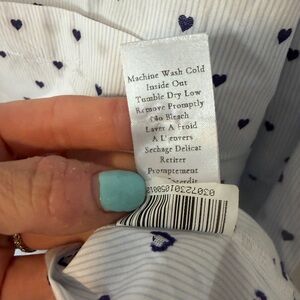 Machine Wash Cold
Inside Out
Tumble Dry Low
Remove Promptly
No Bleach
Laver A Froid
A L'envers
Sechage Delicat
Retirer
Promptement
Interdit